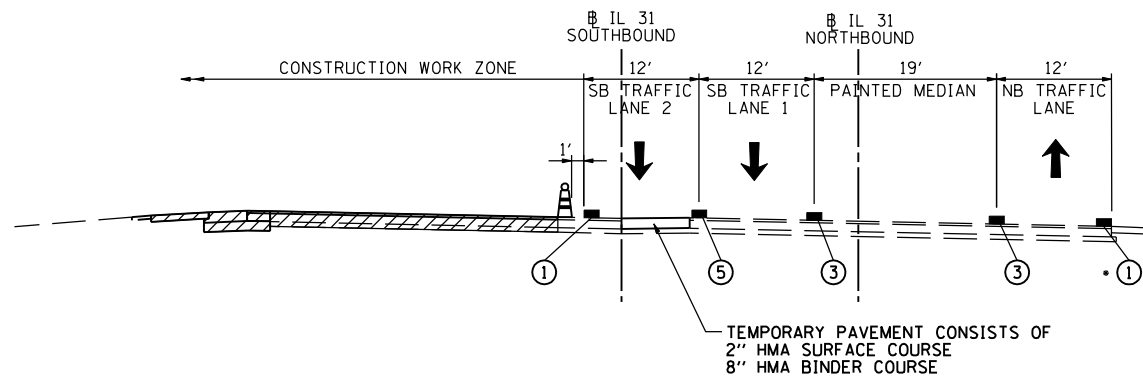 ℄ IL 31
SOUTHBOUND
℄ IL 31
NORTHBOUND
CONSTRUCTION WORK ZONE
12'
12'
19'
12'
SB TRAFFIC
LANE 2
SB TRAFFIC
LANE 1
PAINTED MEDIAN
NB TRAFFIC
LANE
1'
1
5
3
3
* 1
TEMPORARY PAVEMENT CONSISTS OF
2" HMA SURFACE COURSE
8" HMA BINDER COURSE